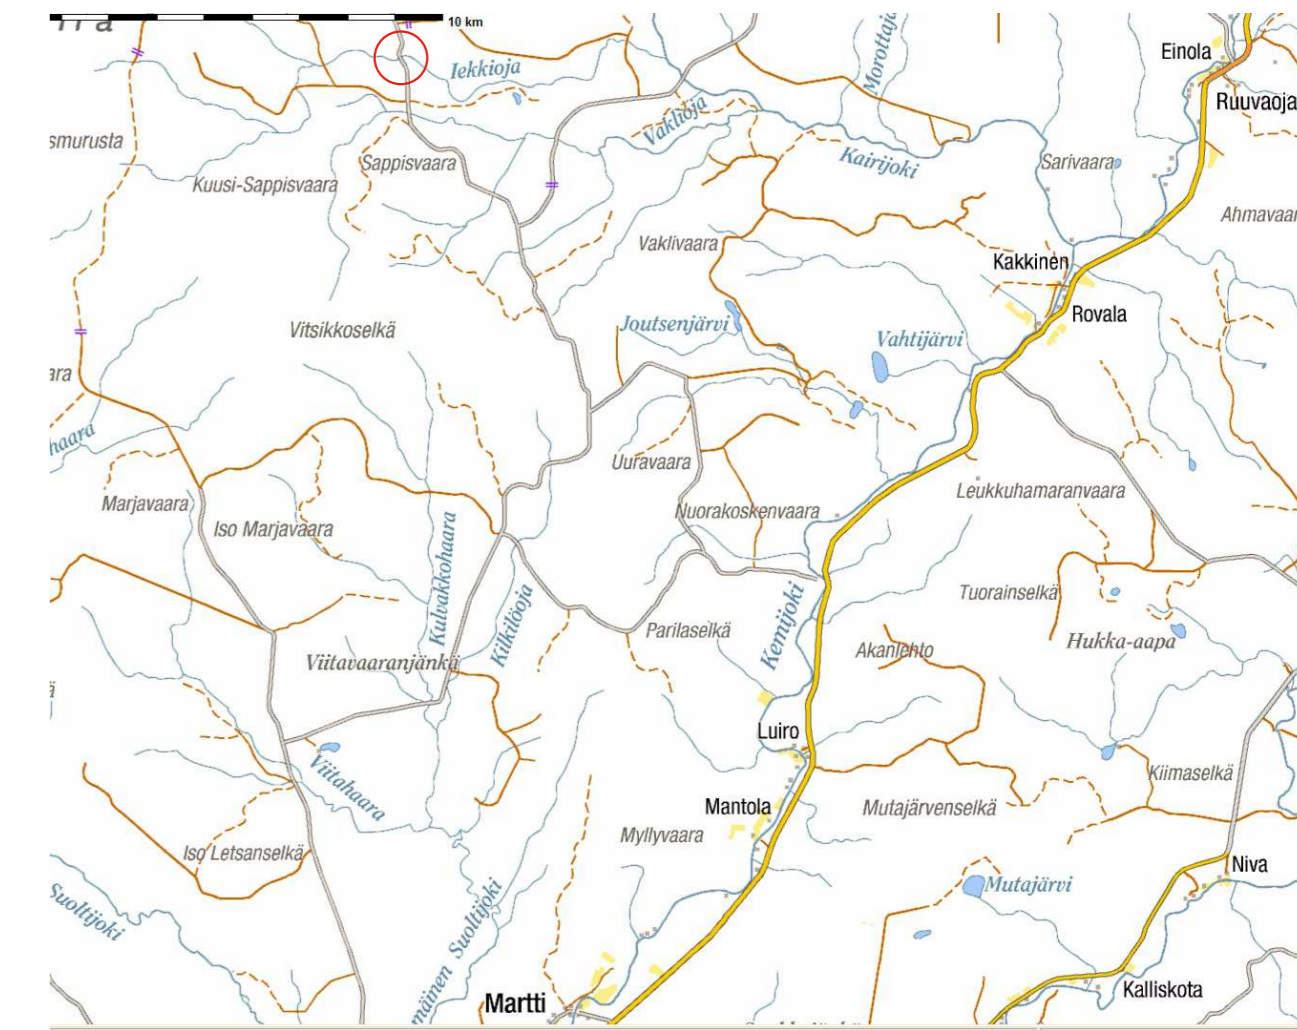 10 km
Einola
Iekkioja
Ruuvaoja
Vaklioja
smurusta
Kairijoki
Sappisvaara
Sarivaara
Kuusi-Sappisvaara
Vaklivaara
Kakkinen
Rovala
Joutsenjärvi
Vitsikkoselkä
Vahtijärvi
haara
Uuravaara
Leukkuhamaranvaara
Marjavaara
Iso Marjavaara
Nuorakoskenvaara
Kulvakkohaara
Tuorainselkä
Kilkilöoja
Kemijoki
Parilaselkä
Akanlehto
Hukka-aapa
Viitavaaranjänkä
Luiro
Kiimaselkä
Viitahaara
Mantola
Mutajärvenselkä
Myllyvaara
Iso Letsanselkä
Niva
Mutajärvi
Suoltijoki
mäinen Suoltijoki
Kalliskota
Martti